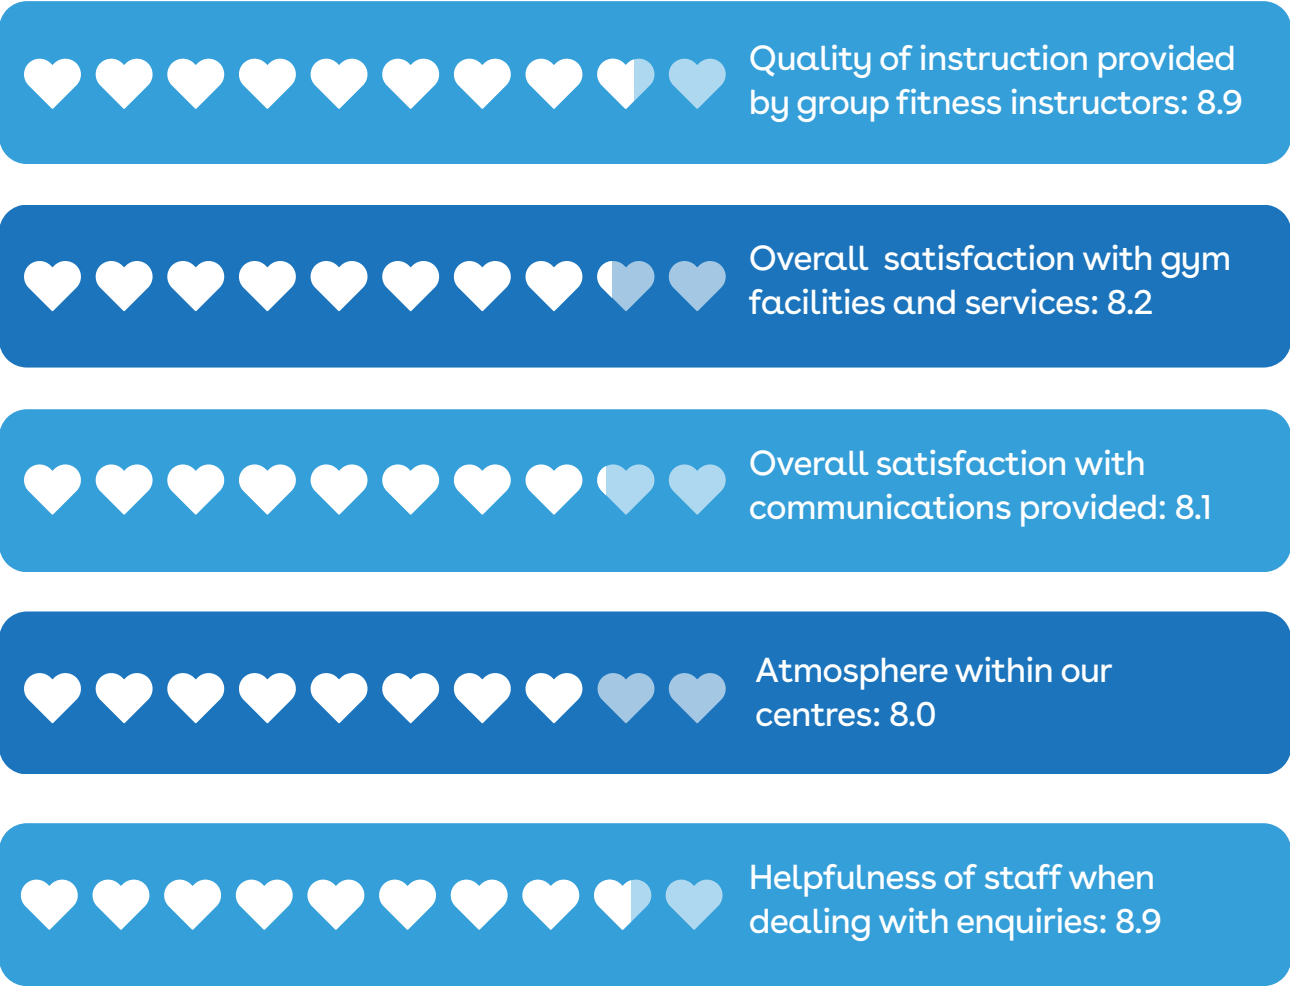 Quality of instruction provided
by group fitness instructors: 8.9
Overall  satisfaction with gym
facilities and services: 8.2
Overall satisfaction with
communications provided: 8.1
Atmosphere within our
centres: 8.0
Helpfulness of staff when
dealing with enquiries: 8.9